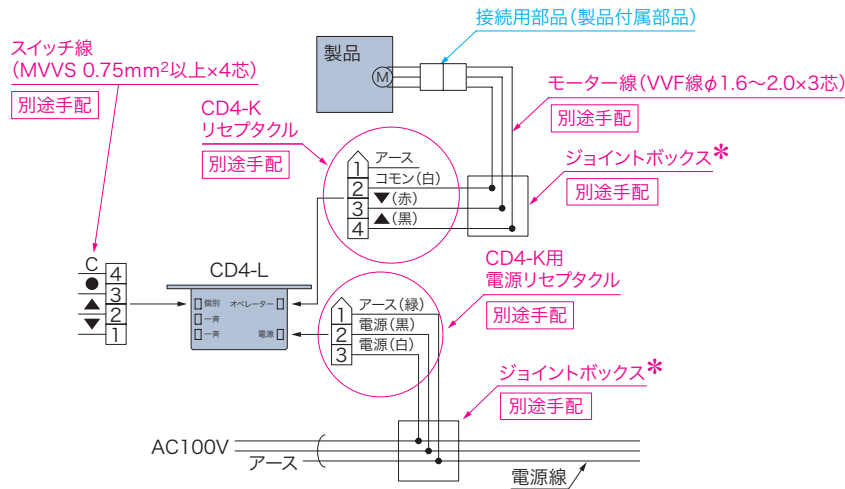 接続用部品（製品付属部品）
スイッチ線
（MVVS 0.75mm²以上×4芯）
別途手配
製品
M
モーター線（VVF線φ1.6～2.0×3芯）
別途手配
CD4-K
リセプタクル
別途手配
ジョイントボックス＊
別途手配
1 アース
2 コモン（白）
3 ▼（赤）
4 ▲（黒）
CD4-K用
電源リセプタクル
別途手配
C 4
● 3
▲ 2
▼ 1
CD4-L
個別 オペレーター
一斉
一斉 電源
1 アース（緑）
2 電源（黒）
3 電源（白）
ジョイントボックス＊
別途手配
AC100V
アース
電源線